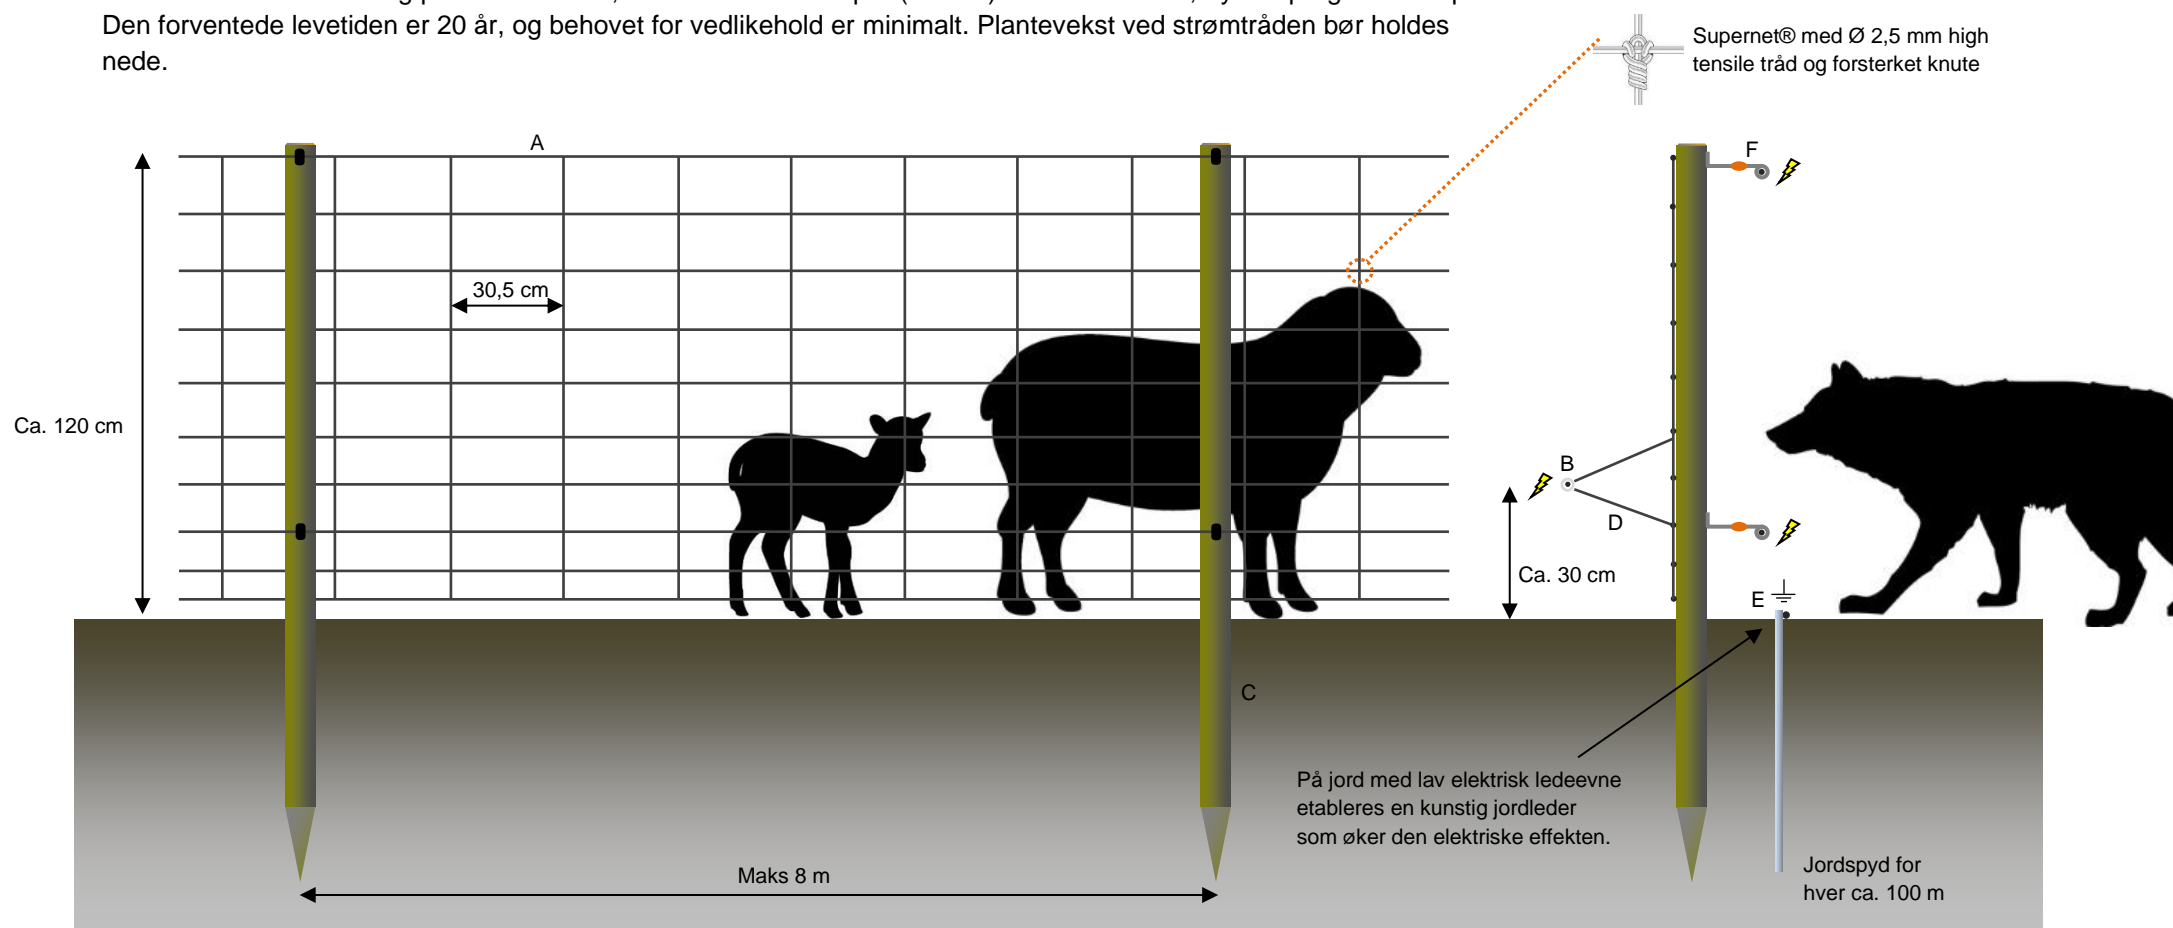 Den forventede levetiden er 20 år, og behovet for vedlikehold er minimalt. Plantevekst ved strømtråden bør holdes
nede.
Supernet® med Ø 2,5 mm high
tensile tråd og forsterket knute
A
F
30,5 cm
Ca. 120 cm
B
D
Ca. 30 cm
E
C
På jord med lav elektrisk ledeevne
etableres en kunstig jordleder
som øker den elektriske effekten.
Maks 8 m
Jordspyd for
hver ca. 100 m